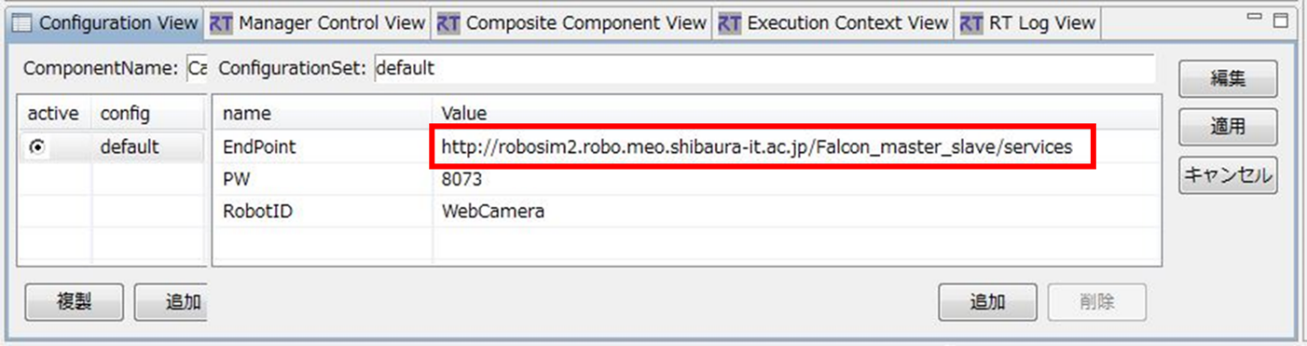 Configuration View RT Manager Control View RT Composite Component View RT Execution Context View RT RT Log View
ComponentName: Ca ConfigurationSet: default
編集
active config name Value
適用
default EndPoint http://robosim2.robo.meo.shibaura-it.ac.jp/Falcon_master_slave/services
PW 8073
キャンセル
RobotID WebCamera
複製 追加 追加 削除